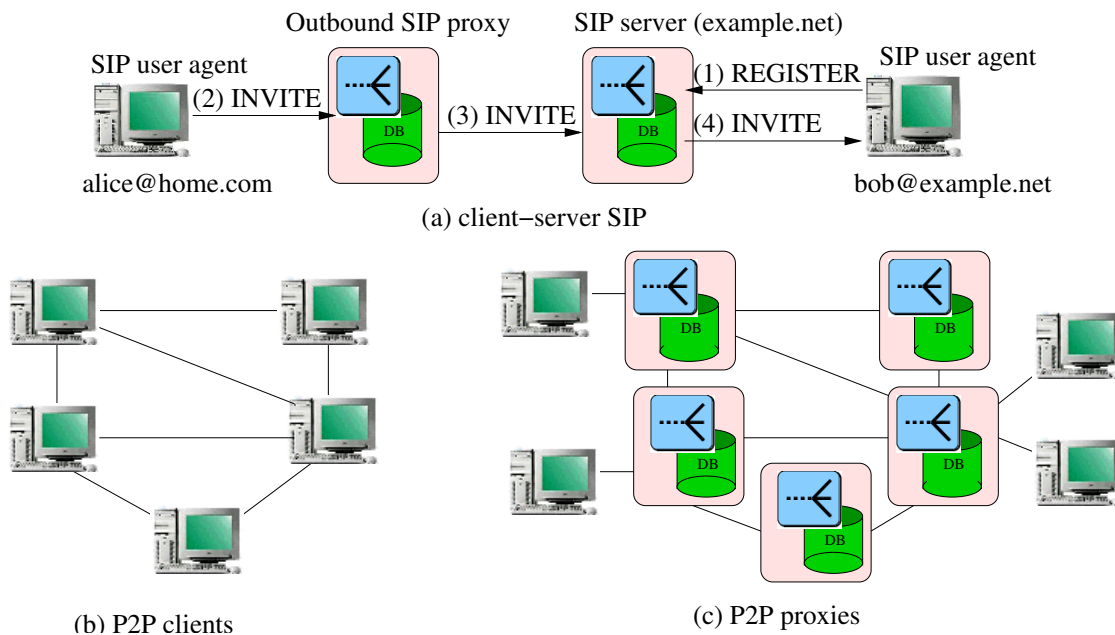 Outbound SIP proxy
SIP server (example.net)
SIP user agent
SIP user agent
(1) REGISTER
(2) INVITE
(3) INVITE
(4) INVITE
DB
DB
alice@home.com
bob@example.net
(a) client−server SIP
DB
DB
DB
DB
DB
(b) P2P clients
(c) P2P proxies